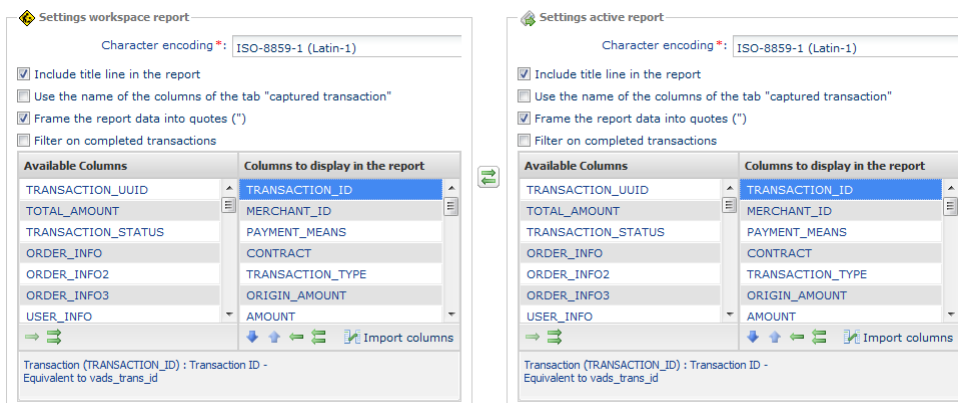 Settings workspace report
Character encoding *: ISO-8859-1 (Latin-1)
Include title line in the report
Use the name of the columns of the tab "captured transaction"
Frame the report data into quotes (")
Filter on completed transactions
Available Columns Columns to display in the report
TRANSACTION_UUID TRANSACTION_ID
TOTAL_AMOUNT MERCHANT_ID
TRANSACTION_STATUS PAYMENT_MEANS
ORDER_INFO CONTRACT
ORDER_INFO2 TRANSACTION_TYPE
ORDER_INFO3 ORIGIN_AMOUNT
USER_INFO AMOUNT
Import columns
Transaction (TRANSACTION_ID) : Transaction ID -
Equivalent to vads_trans_id
Settings active report
Character encoding *: ISO-8859-1 (Latin-1)
Include title line in the report
Use the name of the columns of the tab "captured transaction"
Frame the report data into quotes (")
Filter on completed transactions
Available Columns Columns to display in the report
TRANSACTION_UUID TRANSACTION_ID
TOTAL_AMOUNT MERCHANT_ID
TRANSACTION_STATUS PAYMENT_MEANS
ORDER_INFO CONTRACT
ORDER_INFO2 TRANSACTION_TYPE
ORDER_INFO3 ORIGIN_AMOUNT
USER_INFO AMOUNT
Import columns
Transaction (TRANSACTION_ID) : Transaction ID -
Equivalent to vads_trans_id